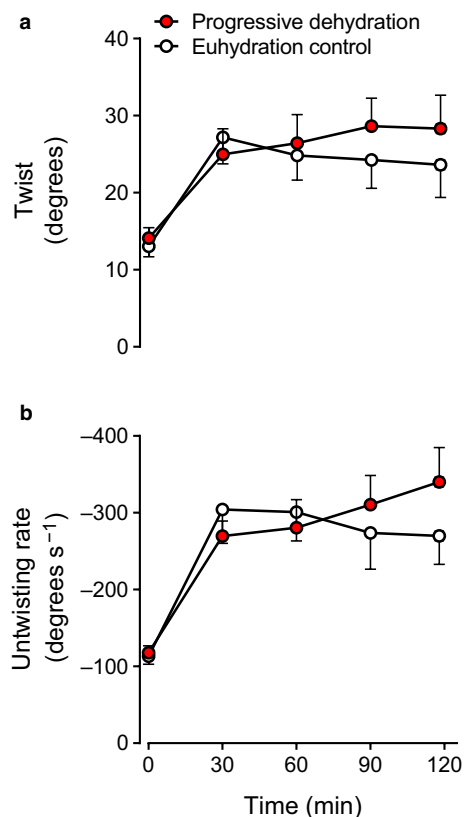 a
Progressive dehydration
Euhydration control
40
30
20
10
0
Twist
(degrees)
b
–400
–300
–200
–100
0
Untwisting rate
(degrees s⁻¹)
0 30 60 90 120
Time (min)